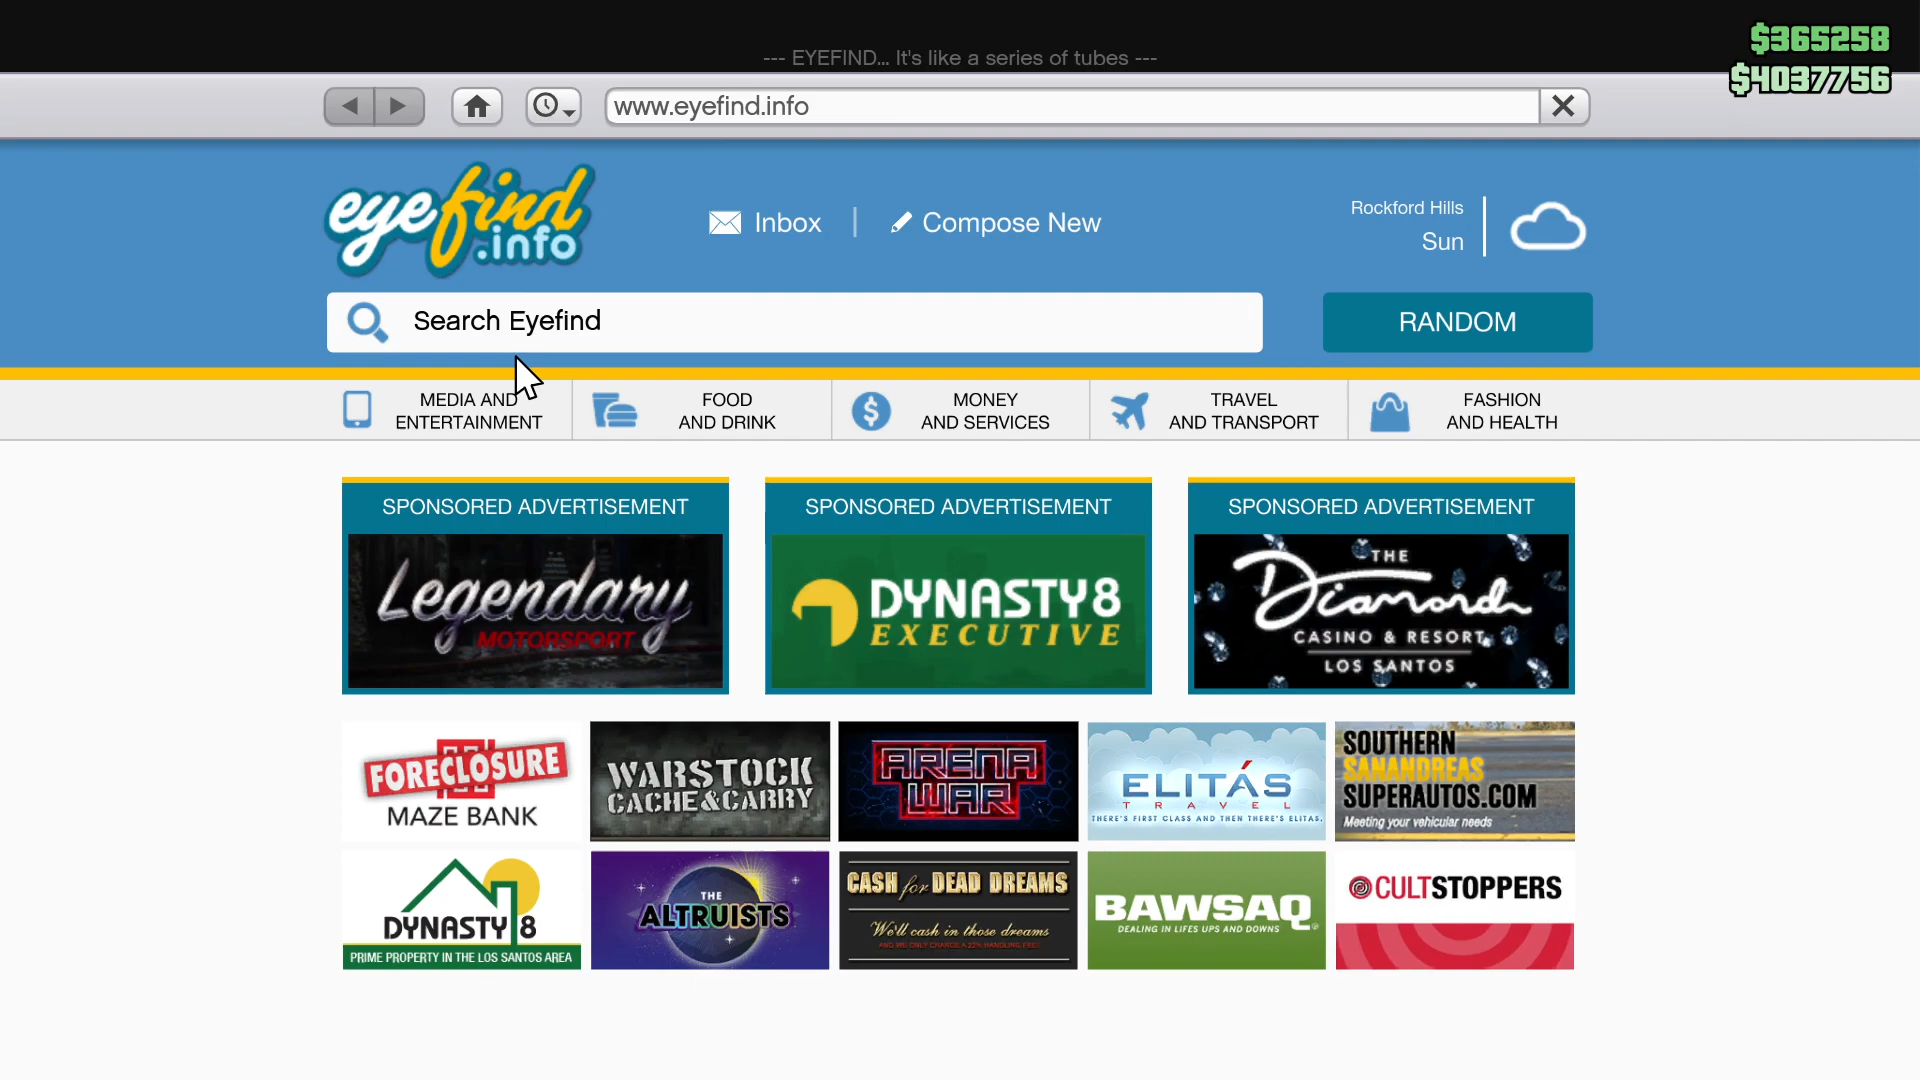 --- EYEFIND... It's like a series of tubes ---
$365258
$4037756
www.eyefind.info
eyefind
.info
Inbox
Compose New
Rockford Hills
Sun
Search Eyefind
RANDOM
MEDIA AND
ENTERTAINMENT
FOOD
AND DRINK
MONEY
AND SERVICES
TRAVEL
AND TRANSPORT
FASHION
AND HEALTH
SPONSORED ADVERTISEMENT
Legendary
MOTORSPORT
SPONSORED ADVERTISEMENT
DYNASTY8
EXECUTIVE
SPONSORED ADVERTISEMENT
THE
Diamond
CASINO & RESORT
LOS SANTOS
FORECLOSURE
MAZE BANK
WARSTOCK
CACHE&CARRY
ARENA
WAR
ELITÁS
TRAVEL
THERE'S FIRST CLASS AND THEN THERE'S ELITAS.
SOUTHERN
SANANDREAS
SUPERAUTOS.COM
Meeting your vehicular needs
DYNASTY 8
PRIME PROPERTY IN THE LOS SANTOS AREA
THE
ALTRUISTS
CASH for DEAD DREAMS
We'll cash in those dreams
AND WE ONLY CHARGE A 22% HANDLING FEE!
BAWSAQ
DEALING IN LIFES UPS AND DOWNS
CULTSTOPPERS